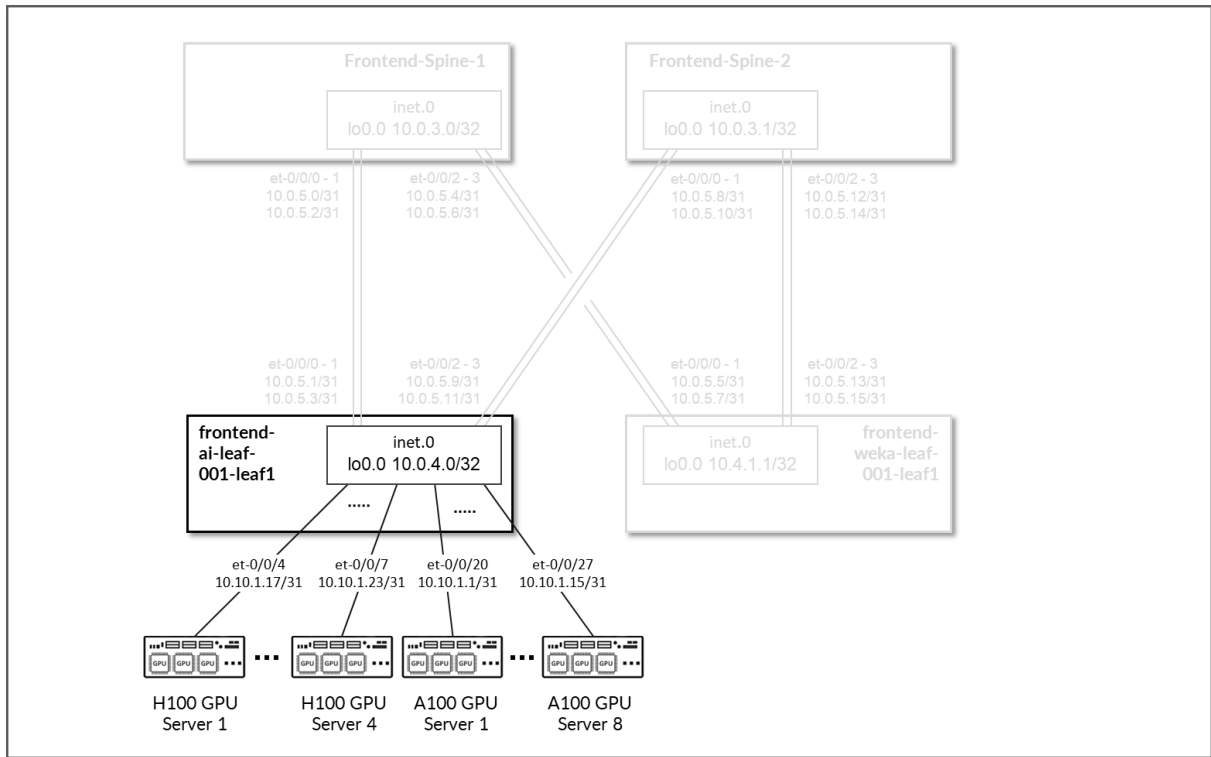 Frontend-Spine-1
inet.0
lo0.0 10.0.3.0/32
Frontend-Spine-2
inet.0
lo0.0 10.0.3.1/32
et-0/0/0 - 1
10.0.5.0/31
10.0.5.2/31
et-0/0/2 - 3
10.0.5.4/31
10.0.5.6/31
et-0/0/0 - 1
10.0.5.8/31
10.0.5.10/31
et-0/0/2 - 3
10.0.5.12/31
10.0.5.14/31
et-0/0/0 - 1
10.0.5.1/31
10.0.5.3/31
et-0/0/2 - 3
10.0.5.9/31
10.0.5.11/31
et-0/0/0 - 1
10.0.5.5/31
10.0.5.7/31
et-0/0/2 - 3
10.0.5.13/31
10.0.5.15/31
frontend-
ai-leaf-
001-leaf1
inet.0
lo0.0 10.0.4.0/32
.....
.....
inet.0
lo0.0 10.4.1.1/32
frontend-
weka-leaf-
001-leaf1
et-0/0/4
10.10.1.17/31
et-0/0/7
10.10.1.23/31
et-0/0/20
10.10.1.1/31
et-0/0/27
10.10.1.15/31
GPU GPU GPU
...
GPU GPU GPU
GPU GPU GPU
...
GPU GPU GPU
H100 GPU
Server 1
H100 GPU
Server 4
A100 GPU
Server 1
A100 GPU
Server 8